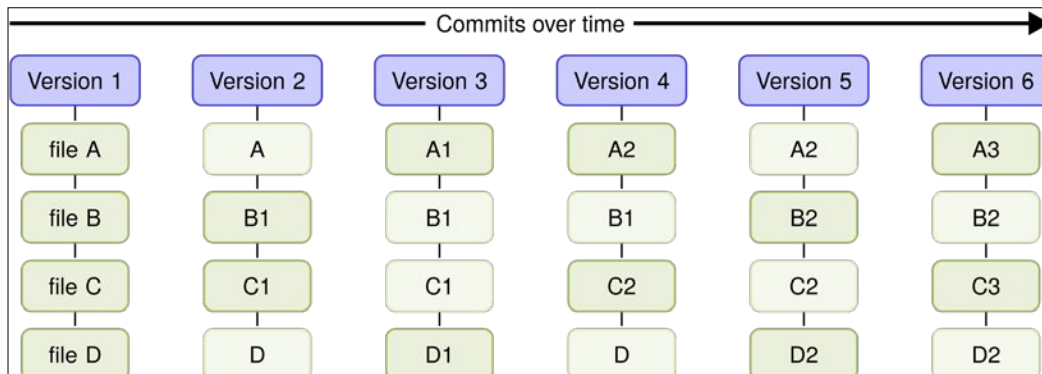 Commits over time
Version 1 Version 2 Version 3 Version 4 Version 5 Version 6
file A A A1 A2 A2 A3
file B B1 B1 B1 B2 B2
file C C1 C1 C2 C2 C3
file D D D1 D D2 D2